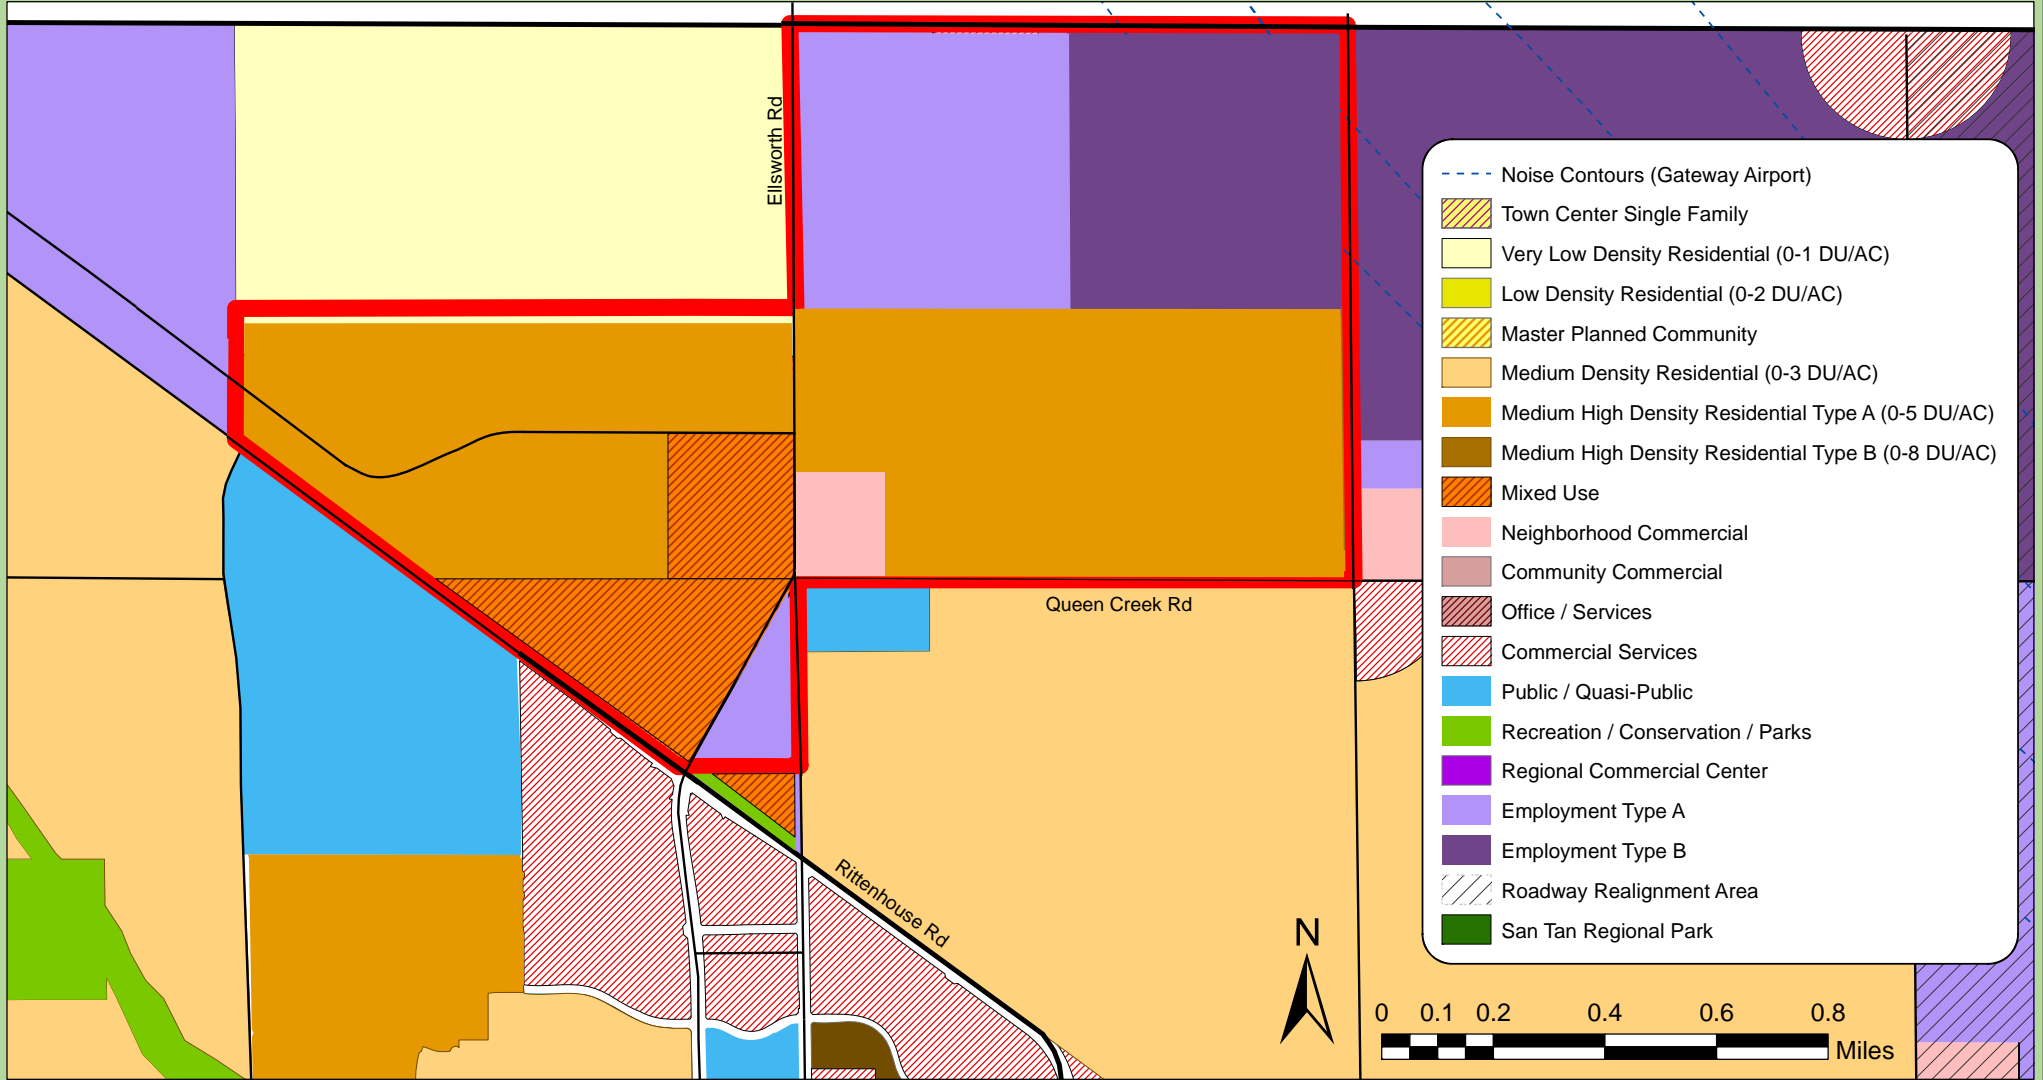 Ellsworth Rd
Noise Contours (Gateway Airport)
Town Center Single Family
Very Low Density Residential (0-1 DU/AC)
Low Density Residential (0-2 DU/AC)
Master Planned Community
Medium Density Residential (0-3 DU/AC)
Medium High Density Residential Type A (0-5 DU/AC)
Medium High Density Residential Type B (0-8 DU/AC)
Mixed Use
Neighborhood Commercial
Community Commercial
Office / Services
Commercial Services
Public / Quasi-Public
Recreation / Conservation / Parks
Regional Commercial Center
Employment Type A
Employment Type B
Roadway Realignment Area
San Tan Regional Park
Queen Creek Rd
Rittenhouse Rd
N
0 0.1 0.2 0.4 0.6 0.8
Miles